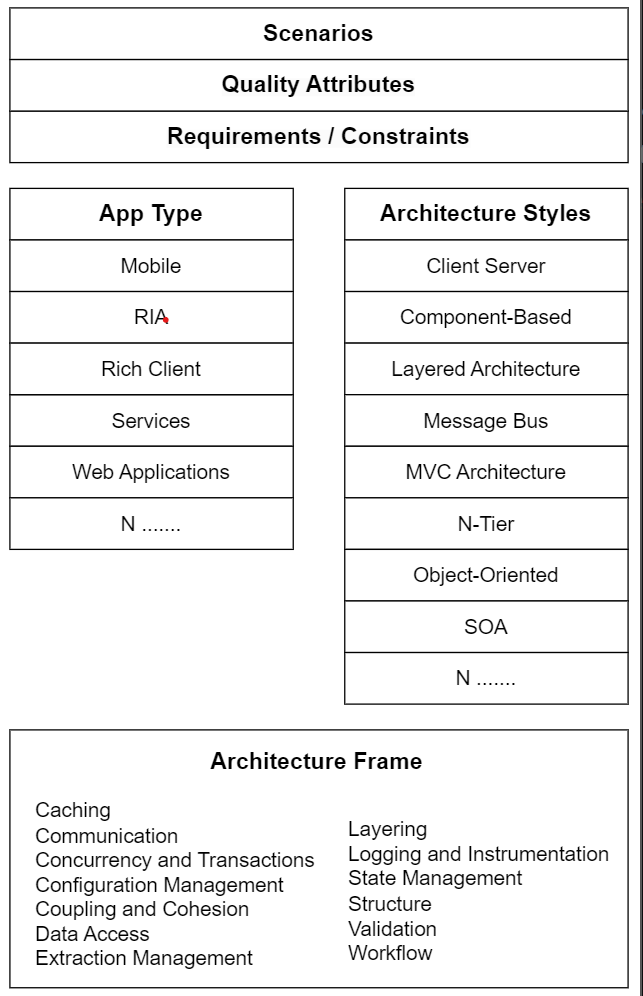 Scenarios
Quality Attributes
Requirements / Constraints
App Type
Mobile
RIA
Rich Client
Services
Web Applications
N .......
Architecture Styles
Client Server
Component-Based
Layered Architecture
Message Bus
MVC Architecture
N-Tier
Object-Oriented
SOA
N .......
Architecture Frame
Caching
Communication
Concurrency and Transactions
Configuration Management
Coupling and Cohesion
Data Access
Extraction Management
Layering
Logging and Instrumentation
State Management
Structure
Validation
Workflow